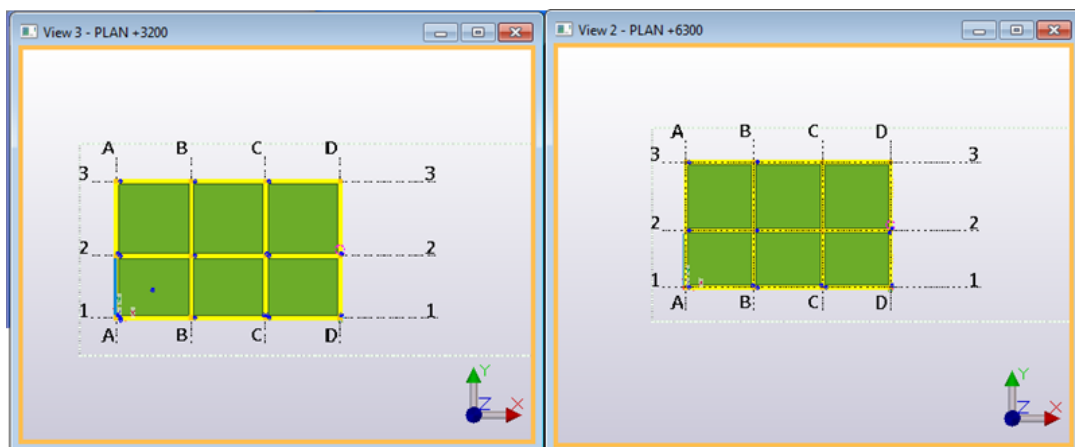 View 3 - PLAN +3200
A B C D
3 3
2 2
1 1
A B C D
Y
Z X
View 2 - PLAN +6300
A B C D
3 3
2 2
1 1
A B C D
Y
Z X